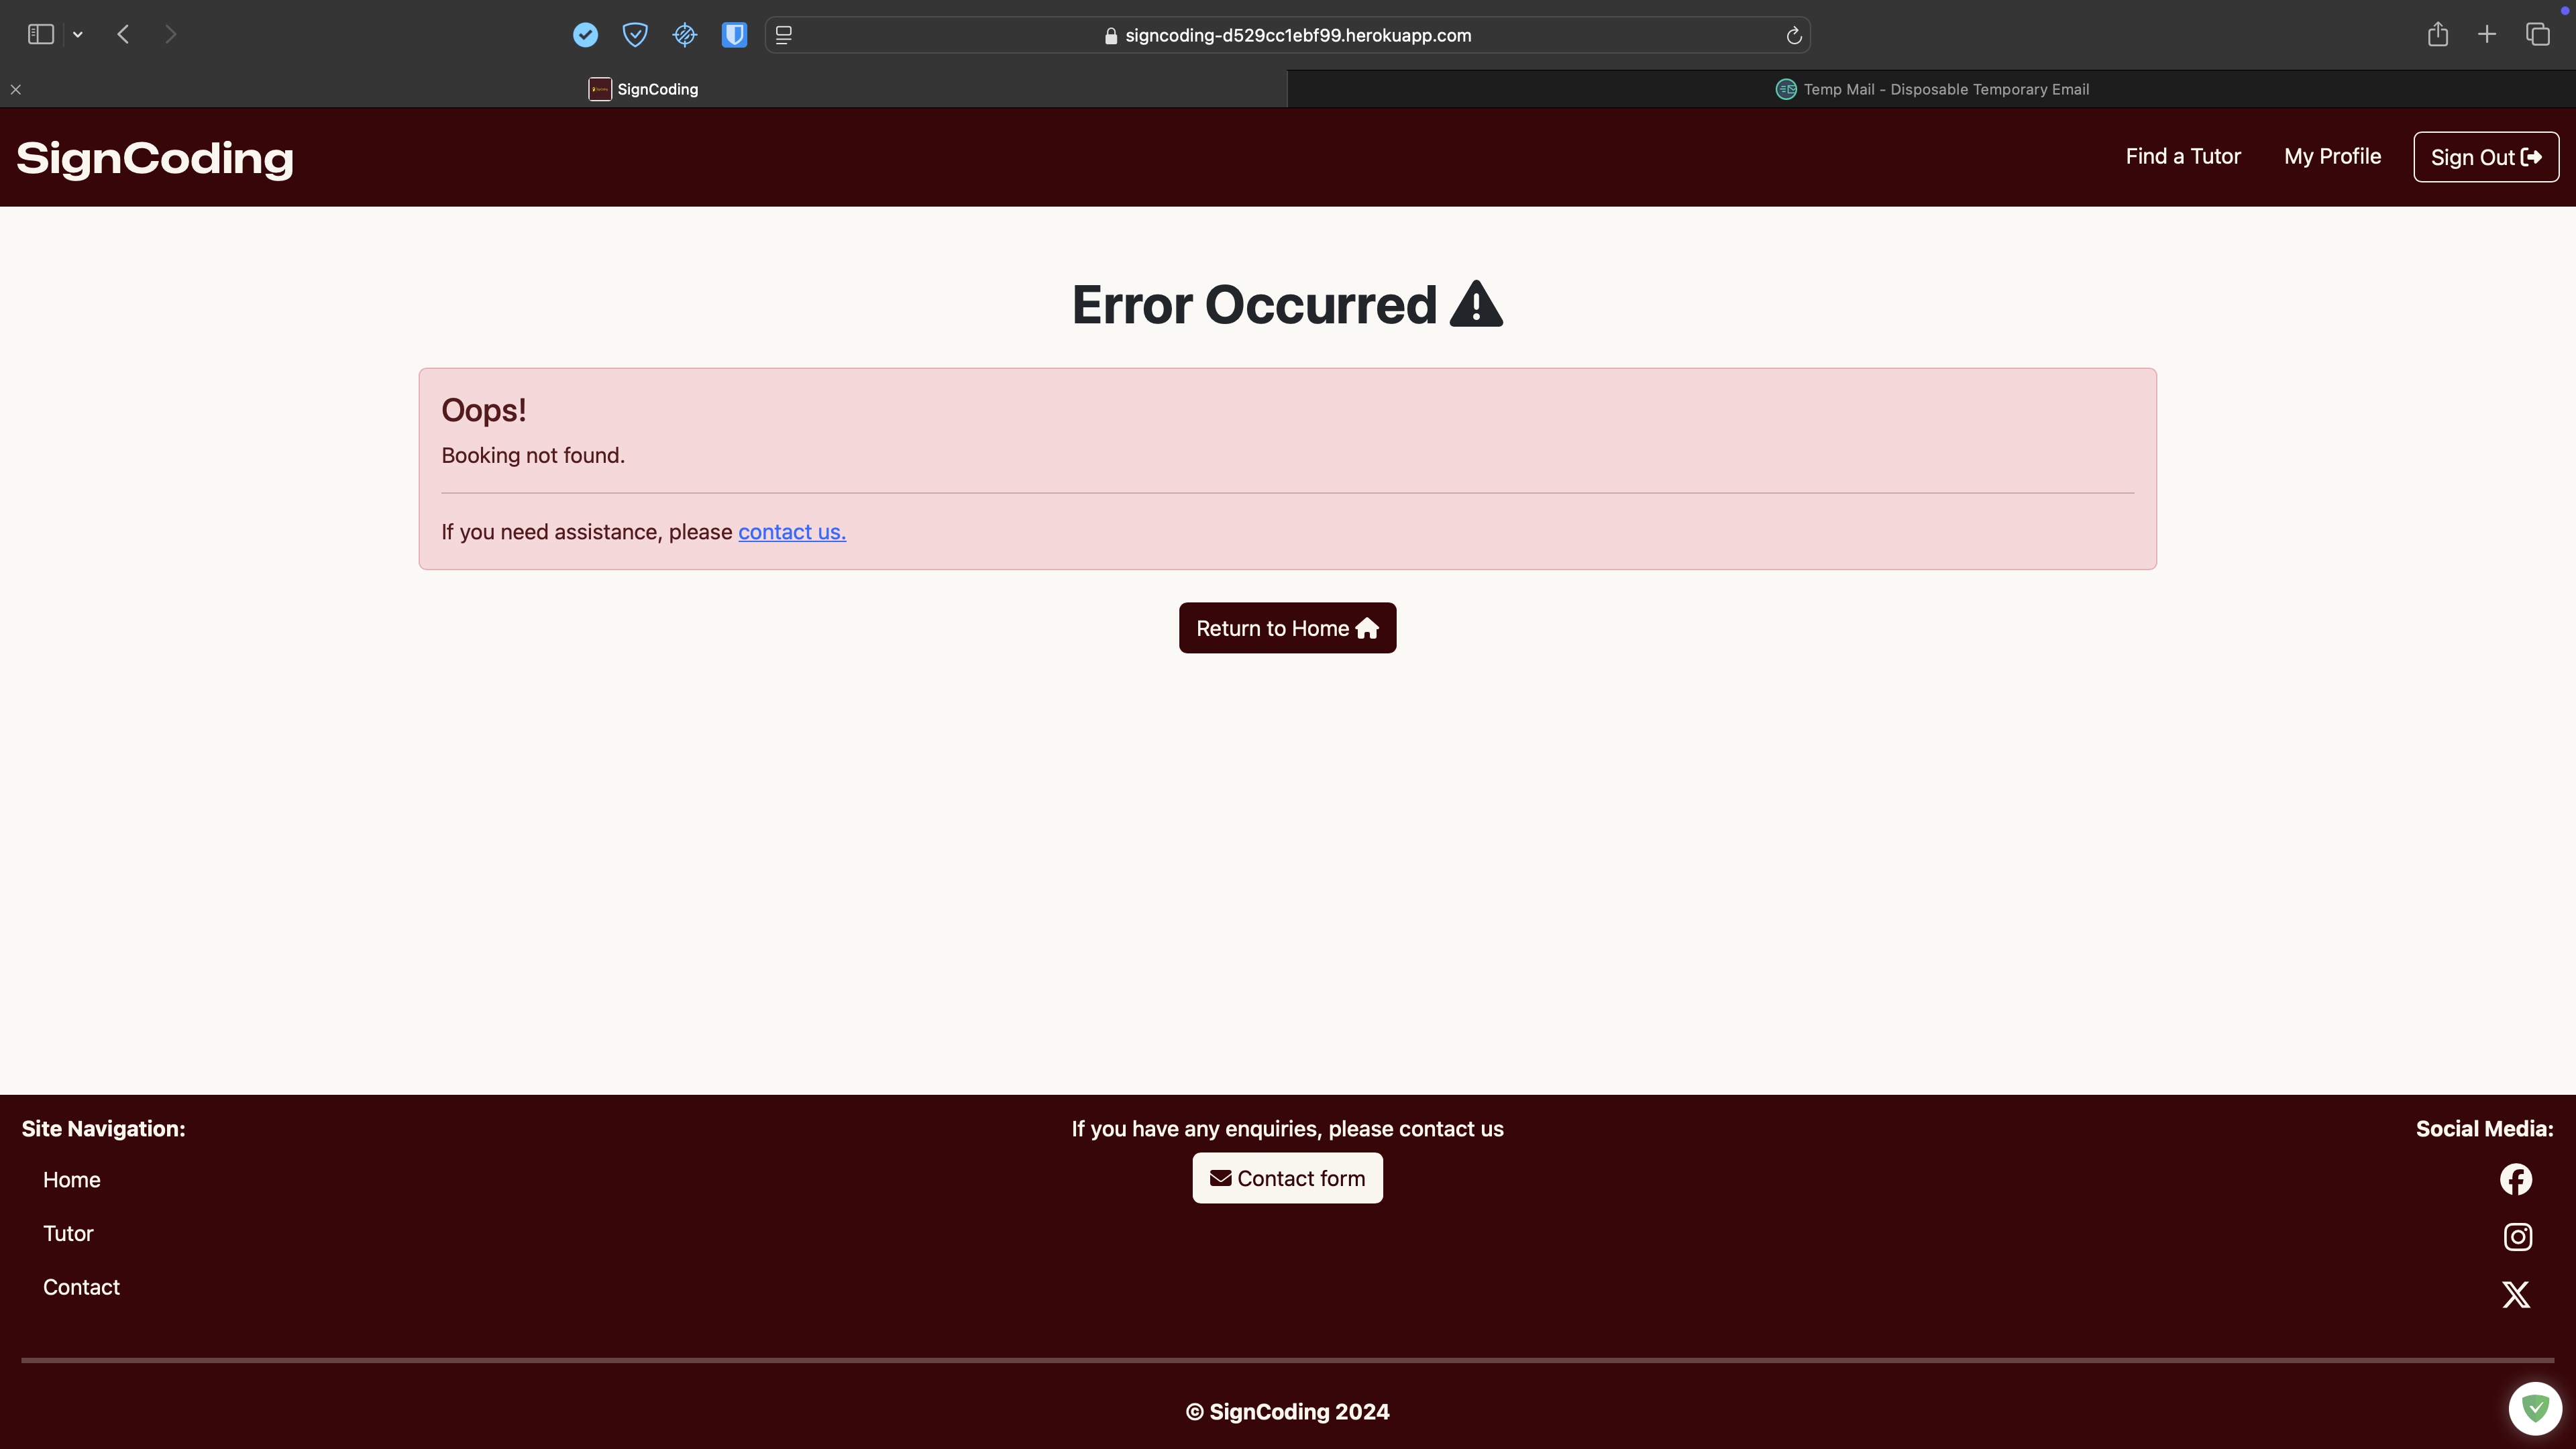 signcoding-d529cc1ebf99.herokuapp.com
SignCoding
Temp Mail - Disposable Temporary Email
SignCoding
Find a Tutor
My Profile
Sign Out
Error Occurred
Oops!
Booking not found.
If you need assistance, please contact us.
Return to Home
Site Navigation:
Home
Tutor
Contact
If you have any enquiries, please contact us
Contact form
Social Media:
© SignCoding 2024